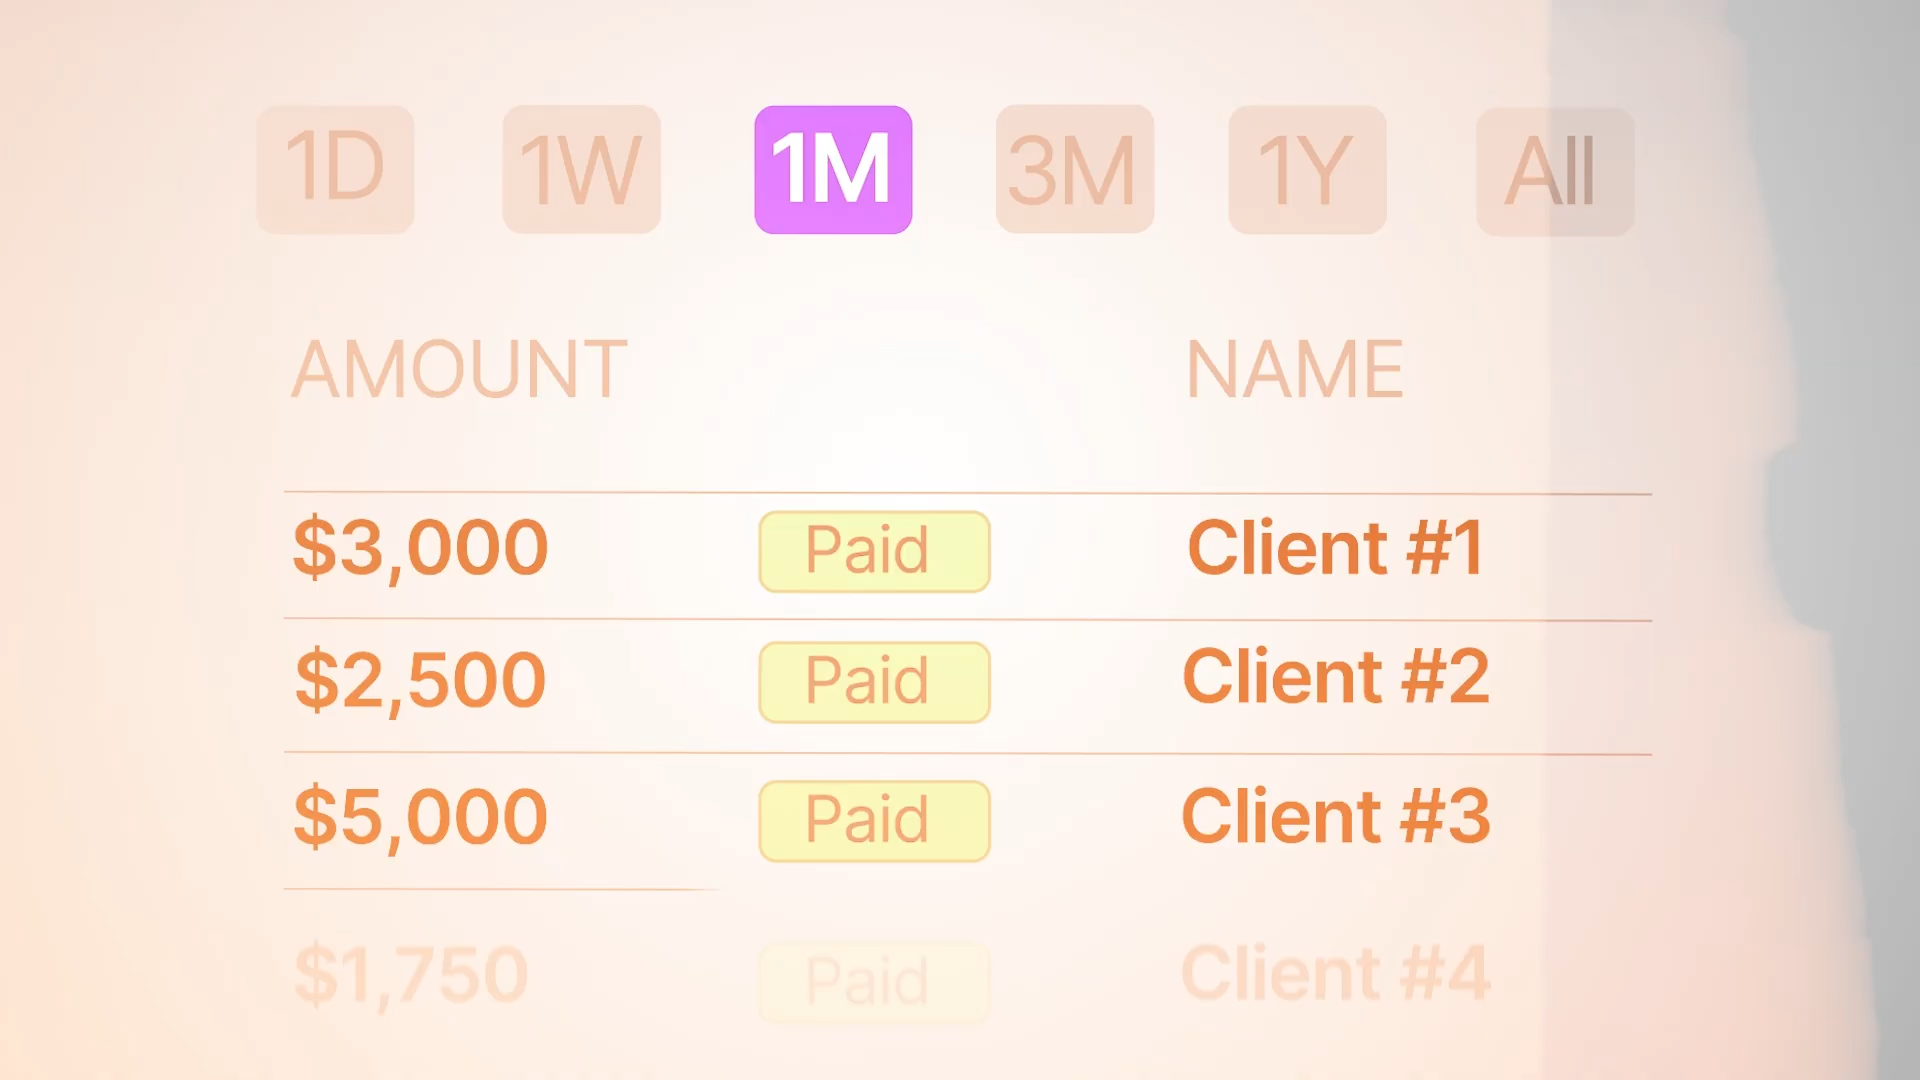 1D 1W 1M 3M 1Y All
AMOUNT NAME
$3,000 Paid Client #1
$2,500 Paid Client #2
$5,000 Paid Client #3
$1,750 Paid Client #4